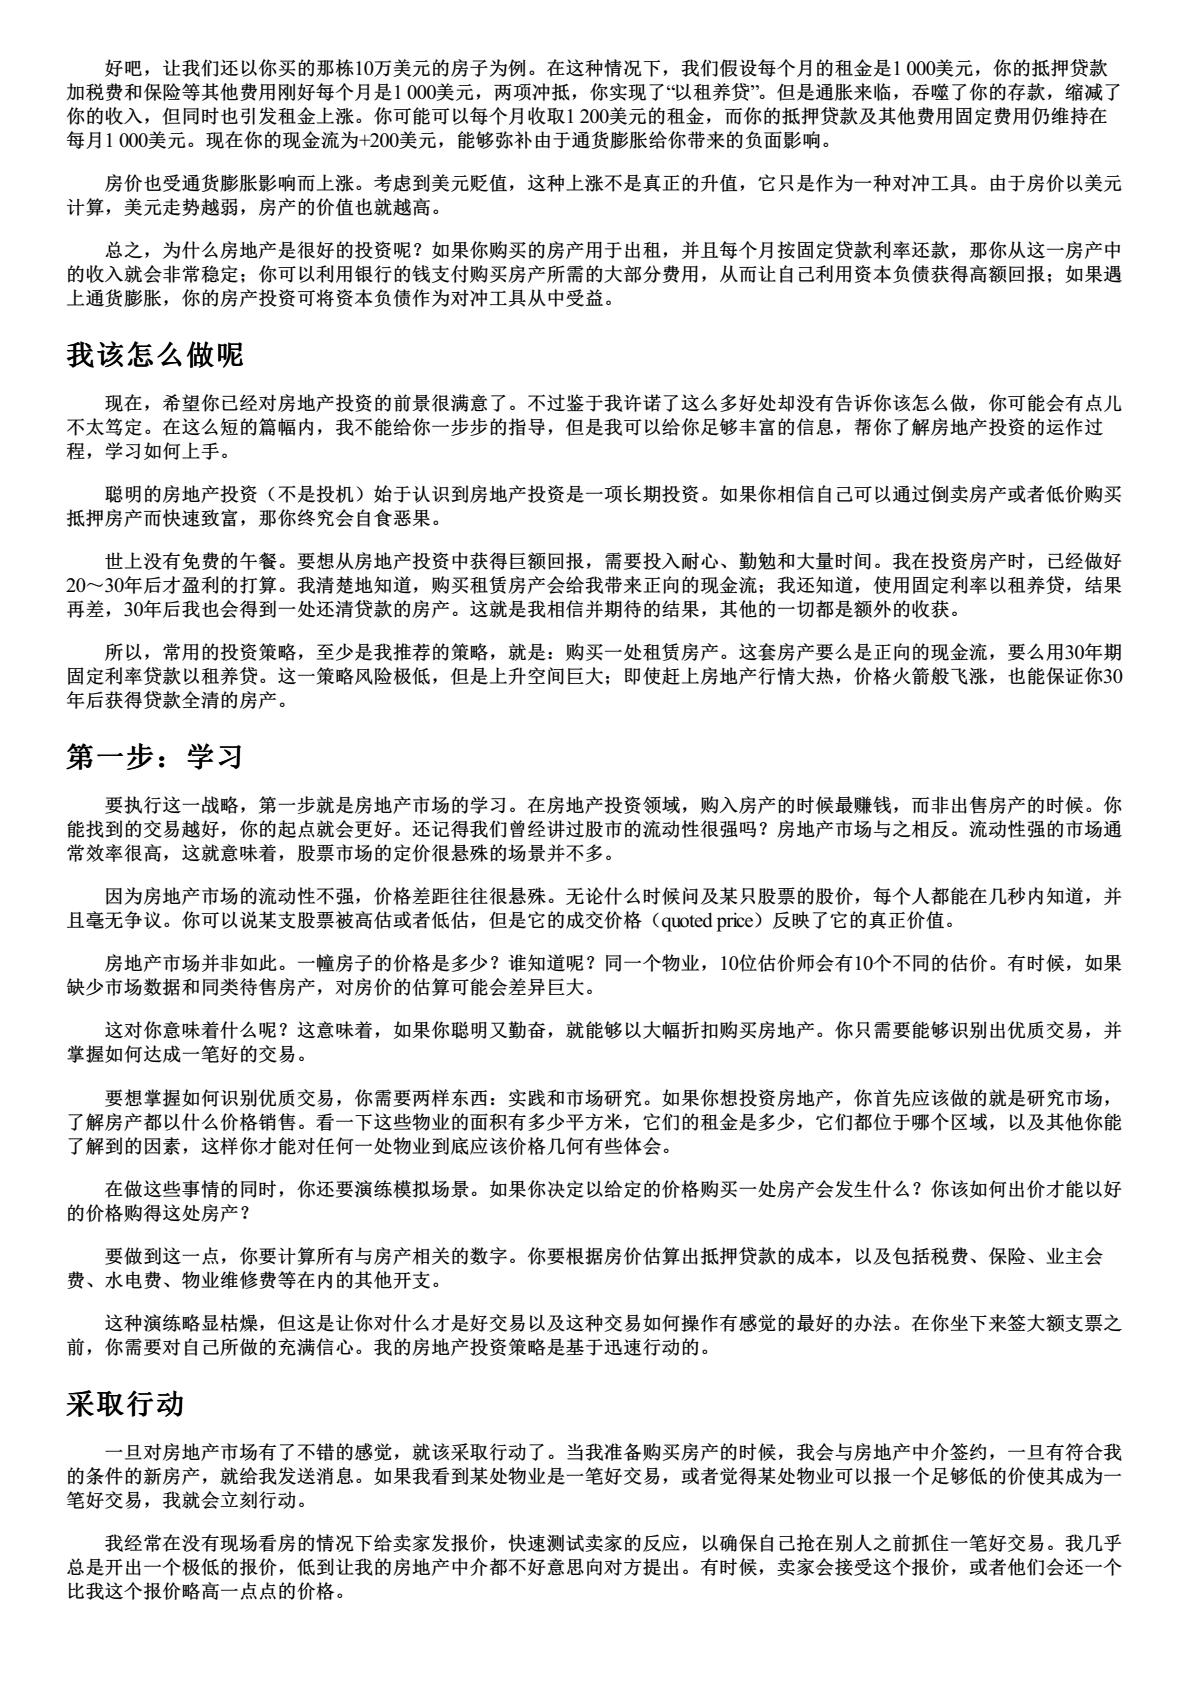 好吧，让我们还以你买的那栋10万美元的房子为例。在这种情况下，我们假设每个月的租金是1 000美元，你的抵押贷款
加税费和保险等其他费用刚好每个月是1 000美元，两项冲抵，你实现了“以租养贷”。但是通胀来临，吞噬了你的存款，缩减了
你的收入，但同时也引发租金上涨。你可能可以每个月收取1 200美元的租金，而你的抵押贷款及其他费用固定费用仍维持在
每月1 000美元。现在你的现金流为+200美元，能够弥补由于通货膨胀给你带来的负面影响。
房价也受通货膨胀影响而上涨。考虑到美元贬值，这种上涨不是真正的升值，它只是作为一种对冲工具。由于房价以美元
计算，美元走势越弱，房产的价值也就越高。
总之，为什么房地产是很好的投资呢？如果你购买的房产用于出租，并且每个月按固定贷款利率还款，那你从这一房产中
的收入就会非常稳定；你可以利用银行的钱支付购买房产所需的大部分费用，从而让自己利用资本负债获得高额回报；如果遇
上通货膨胀，你的房产投资可将资本负债作为对冲工具从中受益。
我该怎么做呢
现在，希望你已经对房地产投资的前景很满意了。不过鉴于我许诺了这么多好处却没有告诉你该怎么做，你可能会有点儿
不太笃定。在这么短的篇幅内，我不能给你一步步的指导，但是我可以给你足够丰富的信息，帮你了解房地产投资的运作过
程，学习如何上手。
聪明的房地产投资（不是投机）始于认识到房地产投资是一项长期投资。如果你相信自己可以通过倒卖房产或者低价购买
抵押房产而快速致富，那你终究会自食恶果。
世上没有免费的午餐。要想从房地产投资中获得巨额回报，需要投入耐心、勤勉和大量时间。我在投资房产时，已经做好
20～30年后才盈利的打算。我清楚地知道，购买租赁房产会给我带来正向的现金流；我还知道，使用固定利率以租养贷，结果
再差，30年后我也会得到一处还清贷款的房产。这就是我相信并期待的结果，其他的一切都是额外的收获。
所以，常用的投资策略，至少是我推荐的策略，就是：购买一处租赁房产。这套房产要么是正向的现金流，要么用30年期
固定利率贷款以租养贷。这一策略风险极低，但是上升空间巨大；即使赶上房地产行情大热，价格火箭般飞涨，也能保证你30
年后获得贷款全清的房产。
第一步：学习
要执行这一战略，第一步就是房地产市场的学习。在房地产投资领域，购入房产的时候最赚钱，而非出售房产的时候。你
能找到的交易越好，你的起点就会更好。还记得我们曾经讲过股市的流动性很强吗？房地产市场与之相反。流动性强的市场通
常效率很高，这就意味着，股票市场的定价很悬殊的场景并不多。
因为房地产市场的流动性不强，价格差距往往很悬殊。无论什么时候问及某只股票的股价，每个人都能在几秒内知道，并
且毫无争议。你可以说某支股票被高估或者低估，但是它的成交价格（quoted price）反映了它的真正价值。
房地产市场并非如此。一幢房子的价格是多少？谁知道呢？同一个物业，10位估价师会有10个不同的估价。有时候，如果
缺少市场数据和同类待售房产，对房价的估算可能会差异巨大。
这对你意味着什么呢？这意味着，如果你聪明又勤奋，就能够以大幅折扣购买房地产。你只需要能够识别出优质交易，并
掌握如何达成一笔好的交易。
要想掌握如何识别优质交易，你需要两样东西：实践和市场研究。如果你想投资房地产，你首先应该做的就是研究市场，
了解房产都以什么价格销售。看一下这些物业的面积有多少平方米，它们的租金是多少，它们都位于哪个区域，以及其他你能
了解到的因素，这样你才能对任何一处物业到底应该价格几何有些体会。
在做这些事情的同时，你还要演练模拟场景。如果你决定以给定的价格购买一处房产会发生什么？你该如何出价才能以好
的价格购得这处房产？
要做到这一点，你要计算所有与房产相关的数字。你要根据房价估算出抵押贷款的成本，以及包括税费、保险、业主会
费、水电费、物业维修费等在内的其他开支。
这种演练略显枯燥，但这是让你对什么才是好交易以及这种交易如何操作有感觉的最好的办法。在你坐下来签大额支票之
前，你需要对自己所做的充满信心。我的房地产投资策略是基于迅速行动的。
采取行动
一旦对房地产市场有了不错的感觉，就该采取行动了。当我准备购买房产的时候，我会与房地产中介签约，一旦有符合我
的条件的新房产，就给我发送消息。如果我看到某处物业是一笔好交易，或者觉得某处物业可以报一个足够低的价使其成为一
笔好交易，我就会立刻行动。
我经常在没有现场看房的情况下给卖家发报价，快速测试卖家的反应，以确保自己抢在别人之前抓住一笔好交易。我几乎
总是开出一个极低的报价，低到让我的房地产中介都不好意思向对方提出。有时候，卖家会接受这个报价，或者他们会还一个
比我这个报价略高一点点的价格。